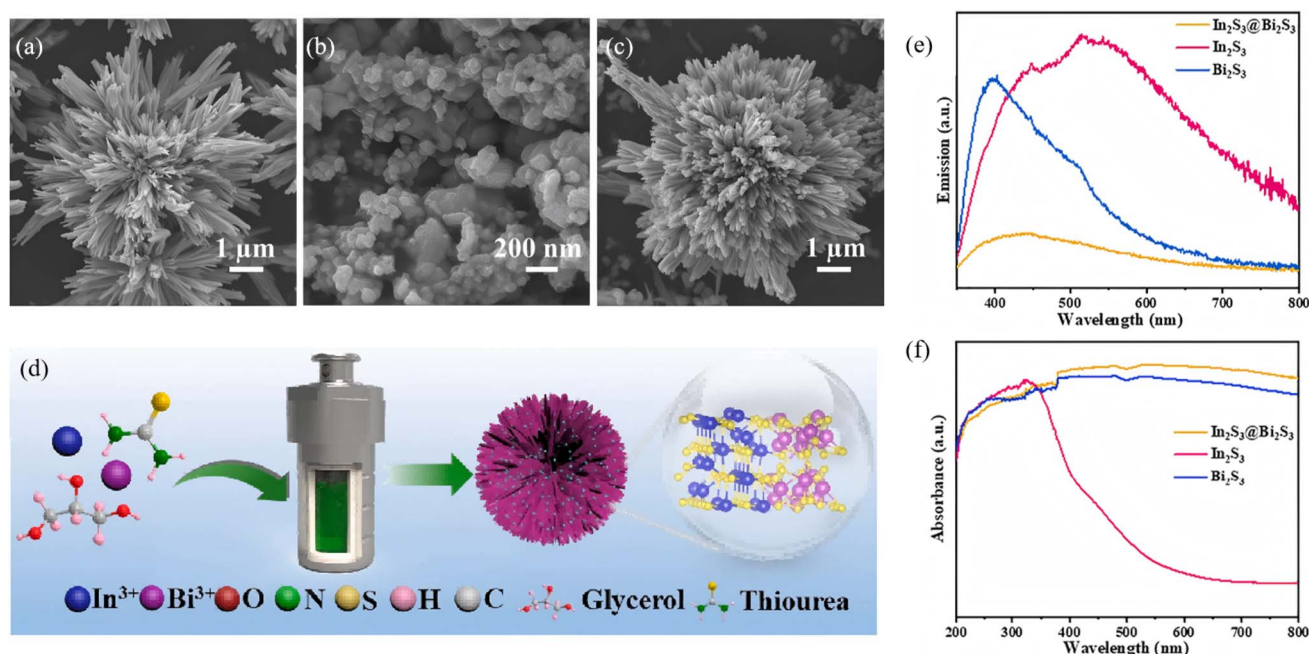 (a)
1 µm
(b)
200 nm
(c)
1 µm
(d)
In³⁺ Bi³⁺ O N S H C Glycerol Thiourea
(e)
In₂S₃@Bi₂S₃
In₂S₃
Bi₂S₃
Emission (a.u.)
400 500 600 700 800
Wavelength (nm)
(f)
In₂S₃@Bi₂S₃
In₂S₃
Bi₂S₃
Absorbance (a.u.)
200 300 400 500 600 700 800
Wavelength (nm)